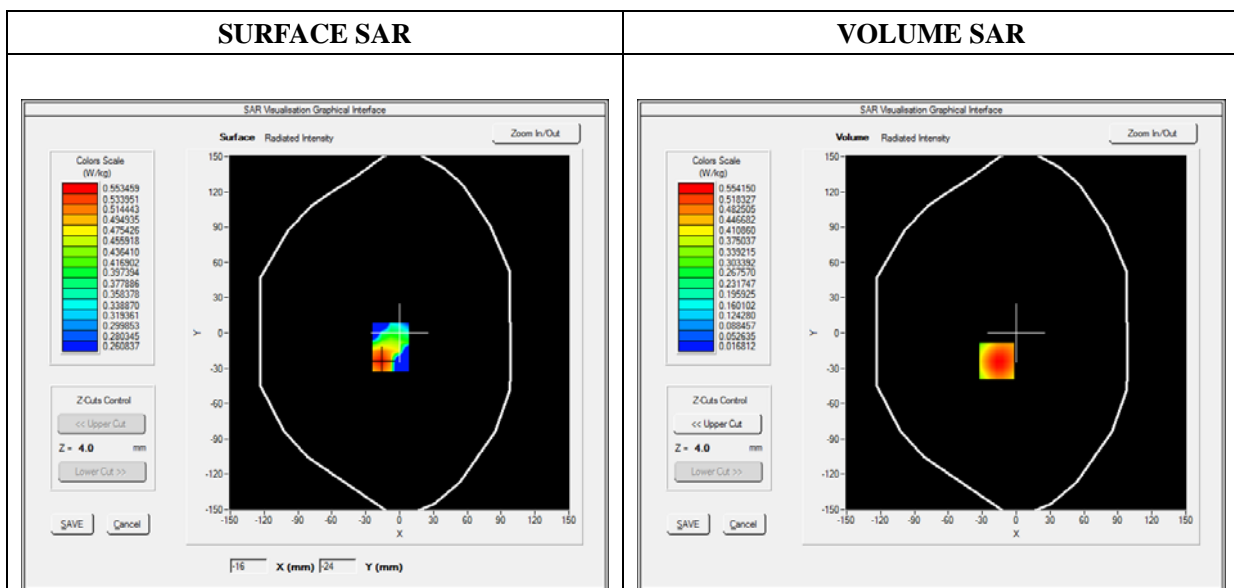 SURFACE SAR
VOLUME SAR
SAR Visualisation Graphical Interface
Surface Radiated Intensity
Zoom In/Out
Colors Scale
(W/kg)
0.553459
0.533951
0.514443
0.494935
0.475426
0.455918
0.436410
0.416902
0.397394
0.377886
0.358378
0.338870
0.319361
0.299853
0.280345
0.260837
Z-Cuts Control
<< Upper Cut
Z = 4.0 mm
Lower Cut >>
SAVE Cancel
150
120
90
60
30
0
-30
-60
-90
-120
-150
Y
-150 -120 -90 -60 -30 0 30 60 90 120 150
X
-16 X (mm) -24 Y (mm)
SAR Visualisation Graphical Interface
Volume Radiated Intensity
Zoom In/Out
Colors Scale
(W/kg)
0.554150
0.518327
0.482505
0.446682
0.410860
0.375037
0.339215
0.303392
0.267570
0.231747
0.195925
0.160102
0.124280
0.088457
0.052635
0.016812
Z-Cuts Control
<< Upper Cut
Z = 4.0 mm
Lower Cut >>
SAVE Cancel
150
120
90
60
30
0
-30
-60
-90
-120
-150
Y
-150 -120 -90 -60 -30 0 30 60 90 120 150
X